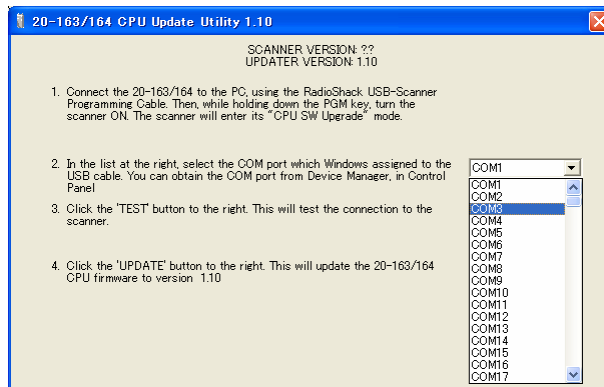 20-163/164 CPU Update Utility 1.10
SCANNER VERSION: ??
UPDATER VERSION: 1.10
1. Connect the 20-163/164 to the PC, using the RadioShack USB-Scanner
Programming Cable. Then, while holding down the PGM key, turn the
scanner ON. The scanner will enter its "CPU SW Upgrade" mode.
2. In the list at the right, select the COM port which Windows assigned to the
USB cable. You can obtain the COM port from Device Manager, in Control
Panel
3. Click the 'TEST' button to the right. This will test the connection to the
scanner.
4. Click the 'UPDATE' button to the right. This will update the 20-163/164
CPU firmware to version 1.10
COM1
COM1
COM2
COM3
COM4
COM5
COM6
COM7
COM8
COM9
COM10
COM11
COM12
COM13
COM14
COM15
COM16
COM17